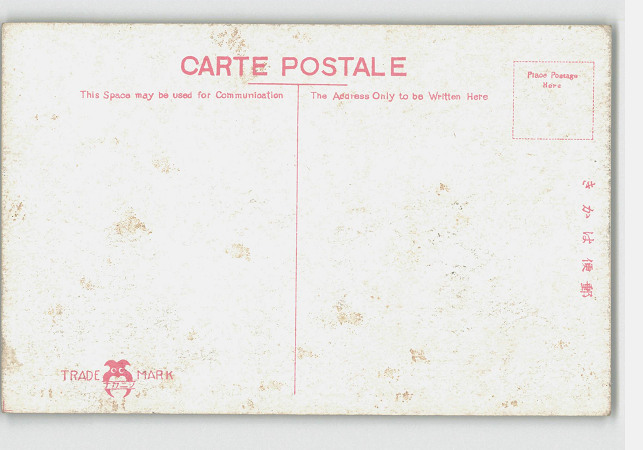 CARTE POSTALE
This Space may be used for Communication
The Address Only to be Written Here
Place Postage
Here
きかは便郵
TRADE MARK